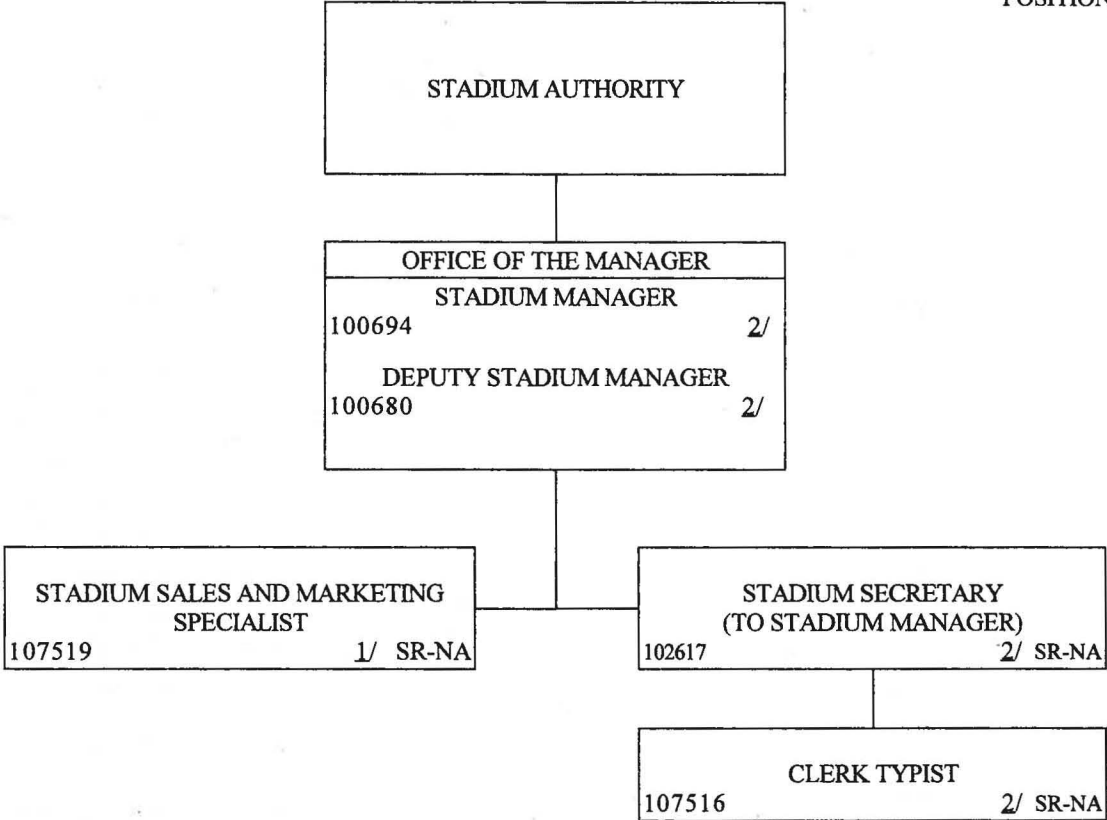 POSITION
STADIUM AUTHORITY
OFFICE OF THE MANAGER
STADIUM MANAGER
100694 2/
DEPUTY STADIUM MANAGER
100680 2/
STADIUM SALES AND MARKETING
SPECIALIST
107519 1/ SR-NA
STADIUM SECRETARY
(TO STADIUM MANAGER)
102617 2/ SR-NA
CLERK TYPIST
107516 2/ SR-NA